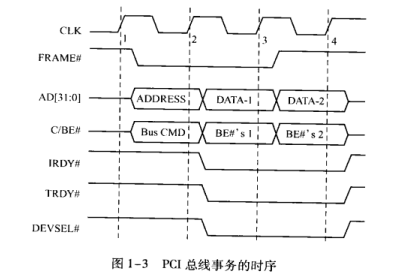 CLK
1 2 3 4
FRAME#
AD[31:0] ADDRESS DATA-1 DATA-2
C/BE# Bus CMD BE#'s 1 BE#'s 2
IRDY#
TRDY#
DEVSEL#
图 1-3 PCI 总线事务的时序